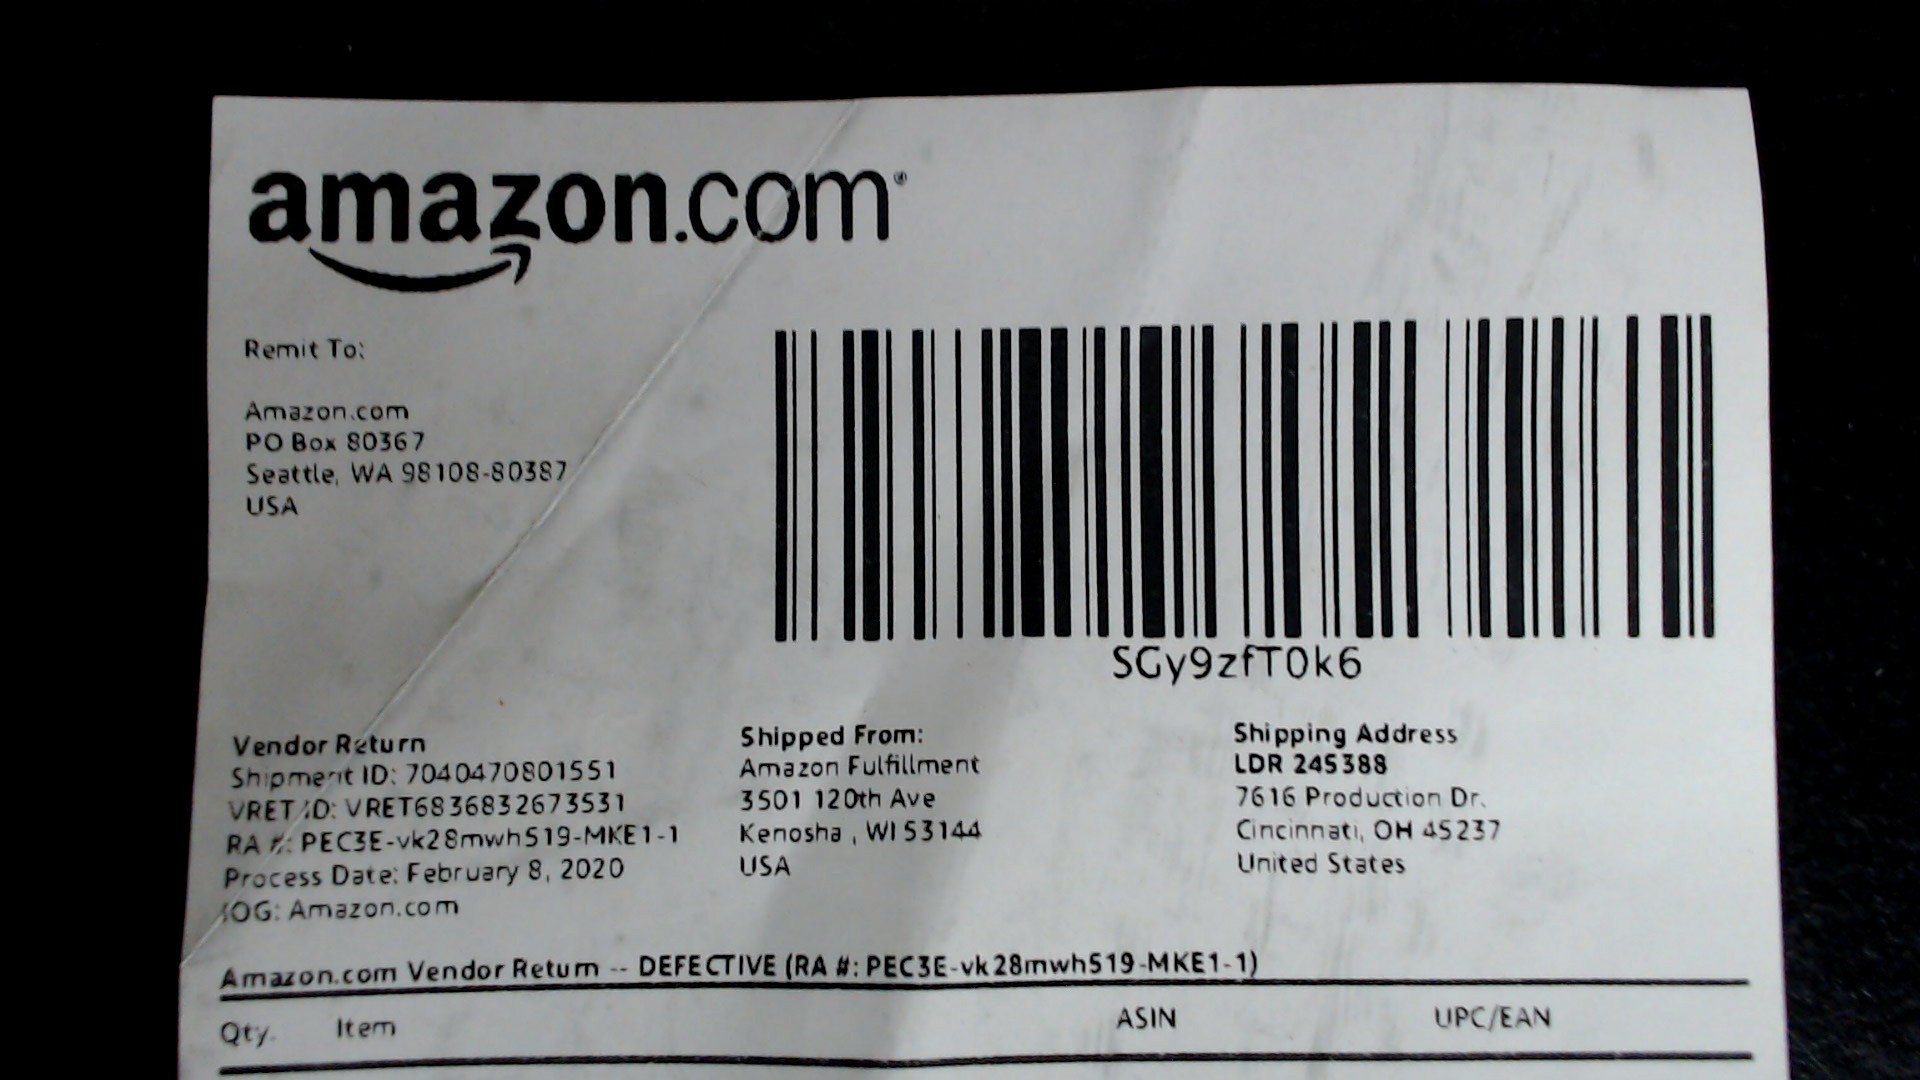 amazon.com®
Remit To:
Amazon.com
PO Box 80367
Seattle, WA 98108-80387
USA
SGy9zfT0k6
Vendor Return
Shipment ID: 7040470801551
VRET ID: VRET6836832673531
RA #: PEC3E-vk28mwh519-MKE1-1
Process Date: February 8, 2020
IOG: Amazon.com
Shipped From:
Amazon Fulfillment
3501 120th Ave
Kenosha , WI 53144
USA
Shipping Address
LDR 245388
7616 Production Dr.
Cincinnati, OH 45237
United States
Amazon.com Vendor Return -- DEFECTIVE (RA #: PEC3E-vk28mwh519-MKE1-1)
Qty. Item ASIN UPC/EAN